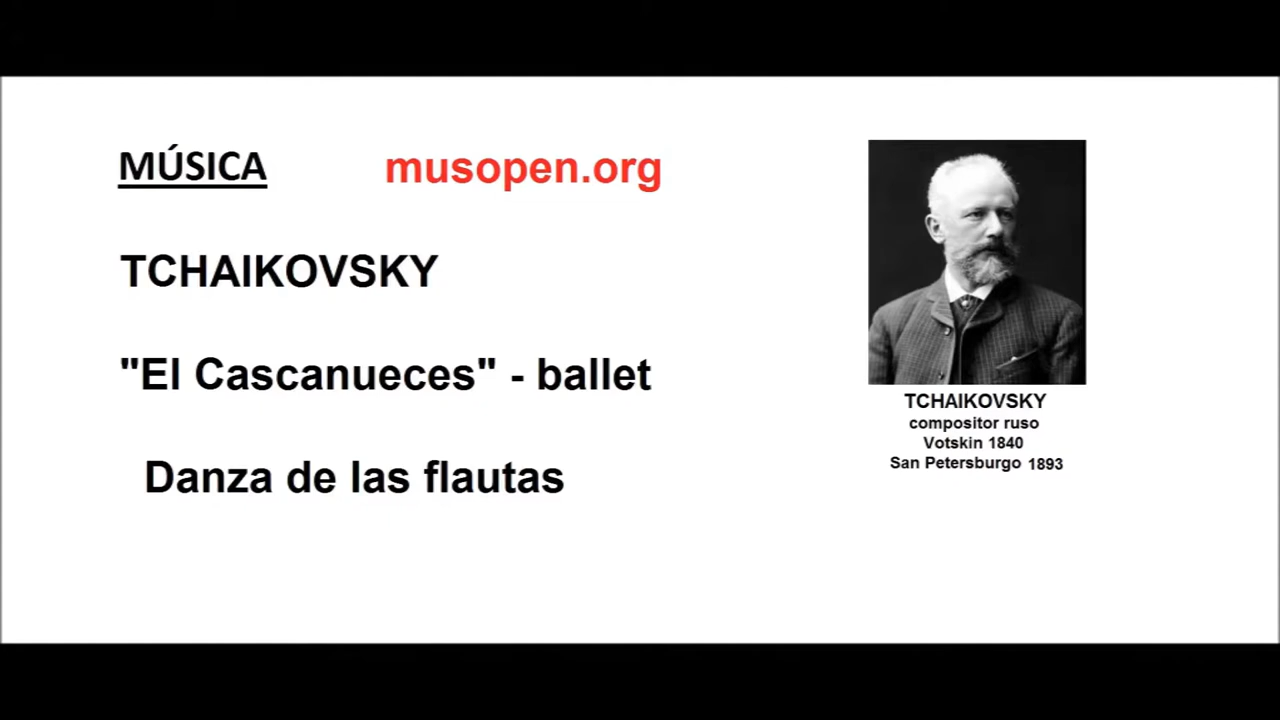 MÚSICA musopen.org
TCHAIKOVSKY
"El Cascanueces" - ballet
Danza de las flautas
TCHAIKOVSKY
compositor ruso
Votskin 1840
San Petersburgo 1893